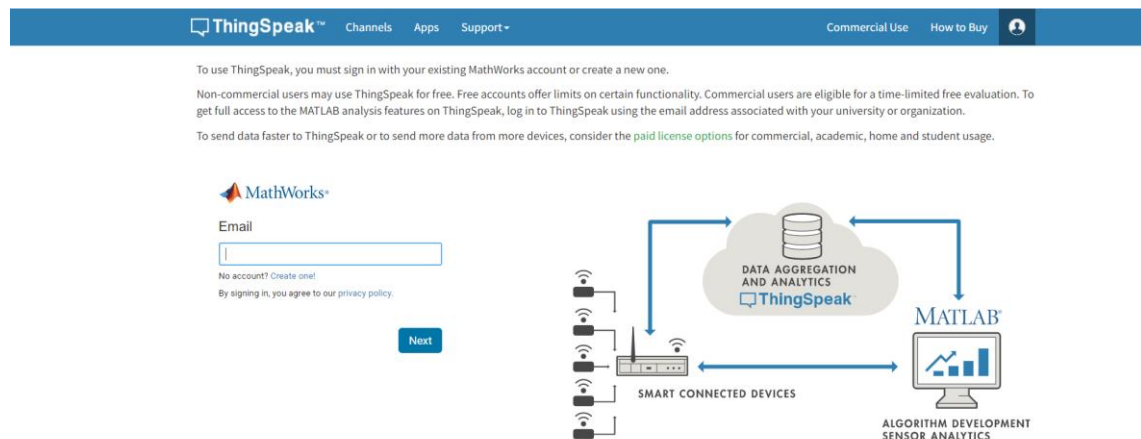 ThingSpeak™ Channels Apps Support Commercial Use How to Buy
To use ThingSpeak, you must sign in with your existing MathWorks account or create a new one.
Non-commercial users may use ThingSpeak for free. Free accounts offer limits on certain functionality. Commercial users are eligible for a time-limited free evaluation. To
get full access to the MATLAB analysis features on ThingSpeak, log in to ThingSpeak using the email address associated with your university or organization.
To send data faster to ThingSpeak or to send more data from more devices, consider the paid license options for commercial, academic, home and student usage.
MathWorks®
Email
No account? Create one!
By signing in, you agree to our privacy policy.
Next
DATA AGGREGATION
AND ANALYTICS
ThingSpeak
MATLAB®
SMART CONNECTED DEVICES
ALGORITHM DEVELOPMENT
SENSOR ANALYTICS